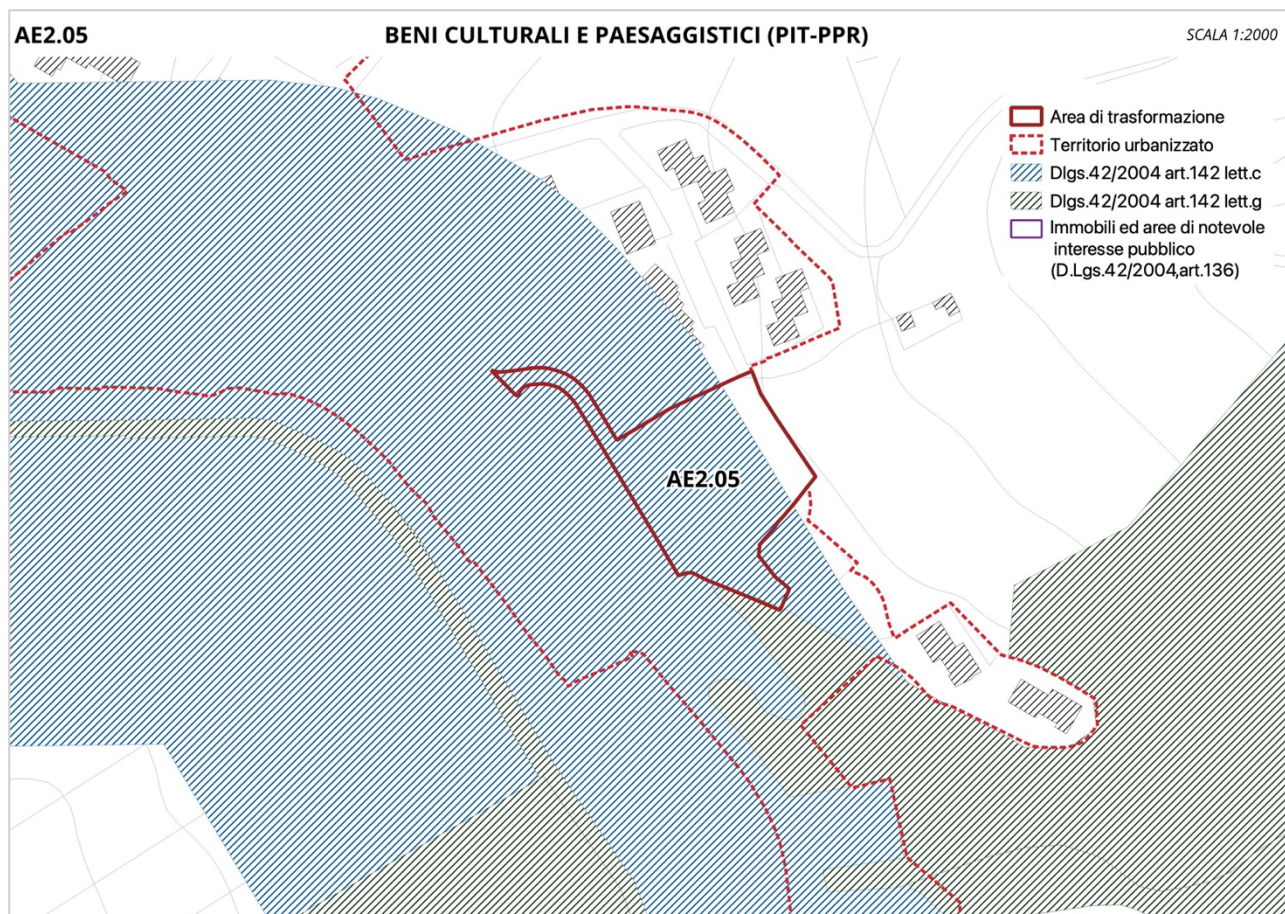 AE2.05
BENI CULTURALI E PAESAGGISTICI (PIT-PPR)
SCALA 1:2000
Area di trasformazione
Territorio urbanizzato
Dlgs.42/2004 art.142 lett.c
Dlgs.42/2004 art.142 lett.g
Immobili ed aree di notevole
interesse pubblico
(D.Lgs.42/2004,art.136)
AE2.05